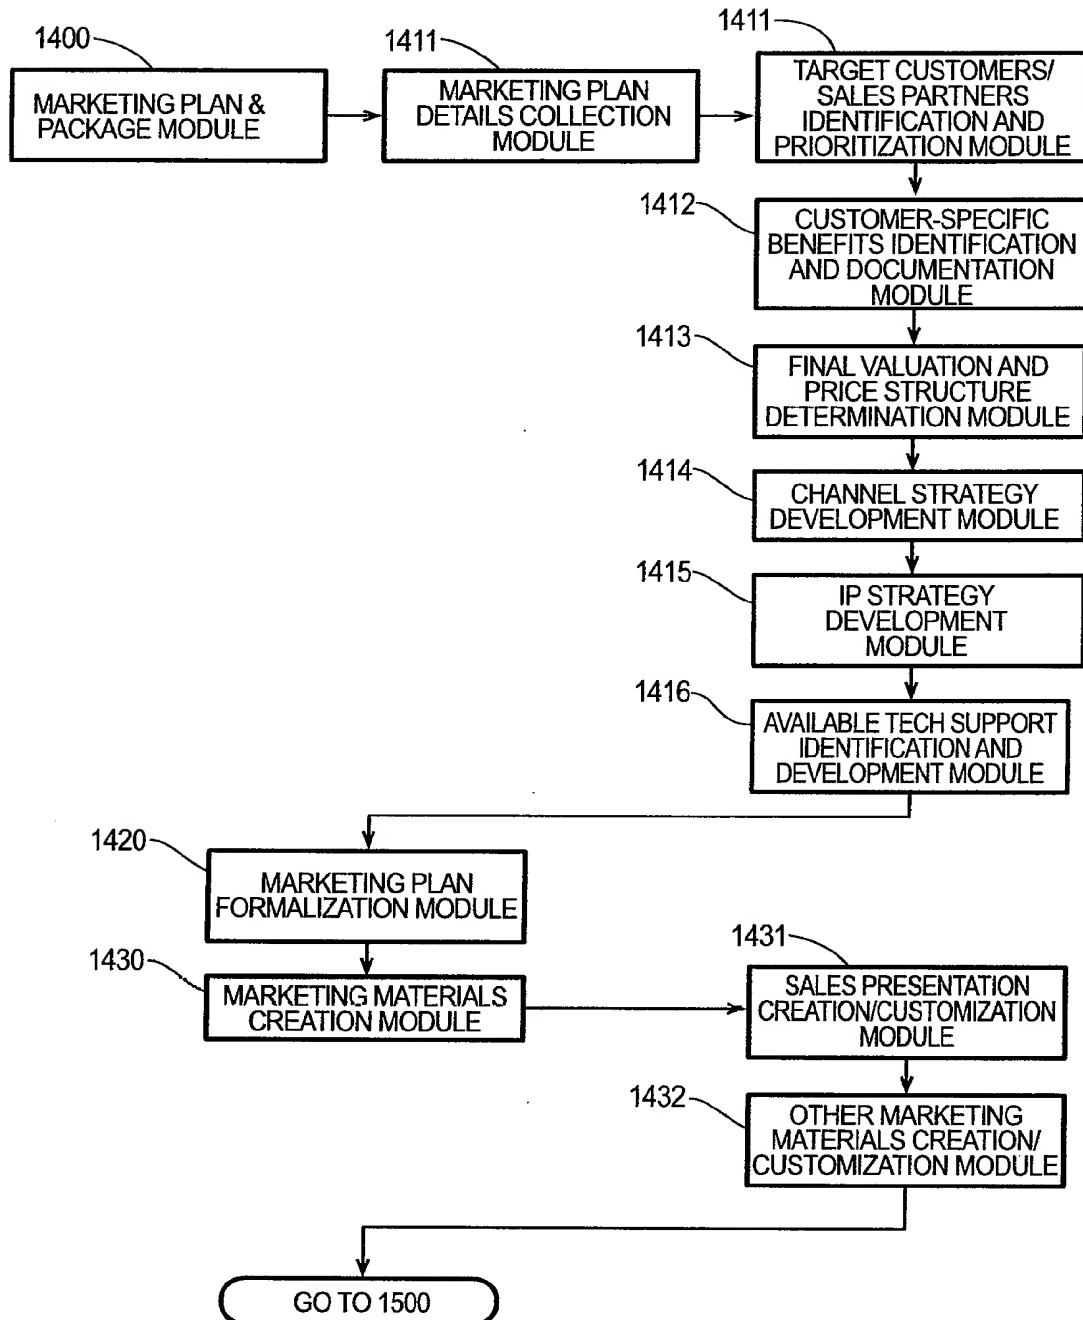 1400
MARKETING PLAN &
PACKAGE MODULE
1411
MARKETING PLAN
DETAILS COLLECTION
MODULE
1411
TARGET CUSTOMERS/
SALES PARTNERS
IDENTIFICATION AND
PRIORITIZATION MODULE
1412
CUSTOMER-SPECIFIC
BENEFITS IDENTIFICATION
AND DOCUMENTATION
MODULE
1413
FINAL VALUATION AND
PRICE STRUCTURE
DETERMINATION MODULE
1414
CHANNEL STRATEGY
DEVELOPMENT MODULE
1415
IP STRATEGY
DEVELOPMENT
MODULE
1416
AVAILABLE TECH SUPPORT
IDENTIFICATION AND
DEVELOPMENT MODULE
1420
MARKETING PLAN
FORMALIZATION MODULE
1430
MARKETING MATERIALS
CREATION MODULE
1431
SALES PRESENTATION
CREATION/CUSTOMIZATION
MODULE
1432
OTHER MARKETING
MATERIALS CREATION/
CUSTOMIZATION MODULE
GO TO 1500